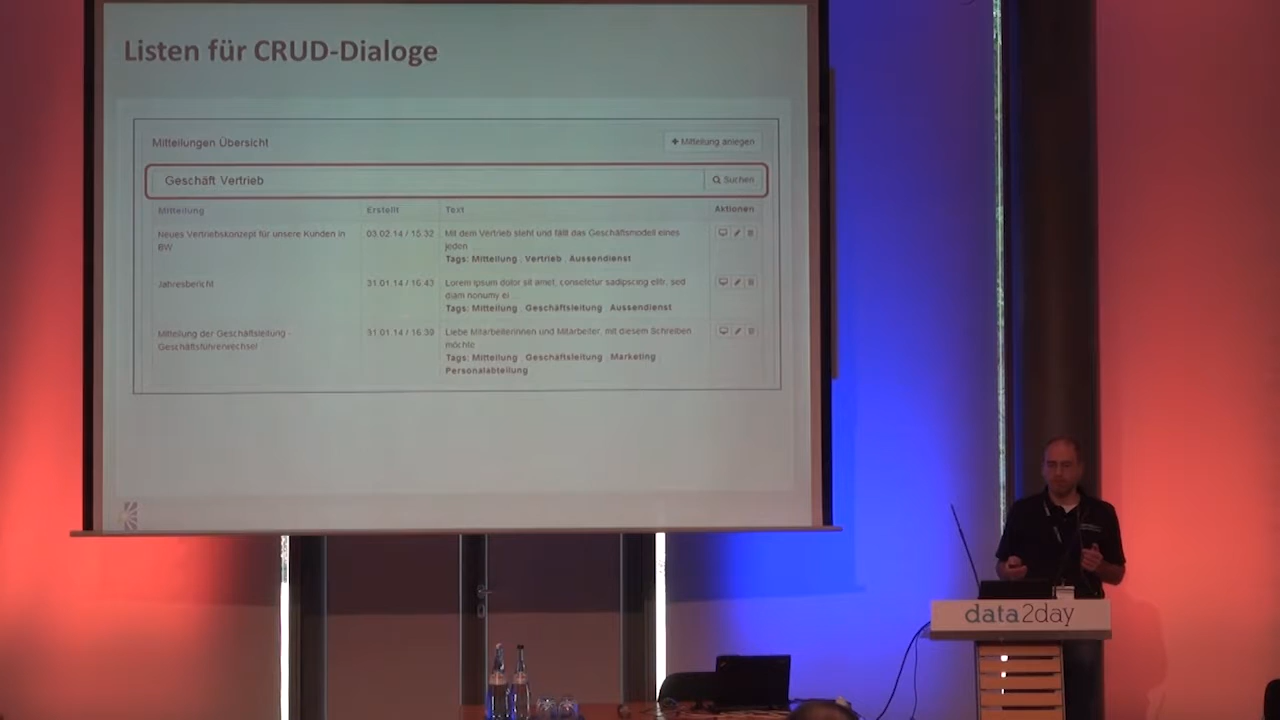 Listen für CRUD-Dialoge
Mitteilungen Übersicht
Mitteilung anlegen
Geschäft Vertrieb
Suchen
Mitteilung Erstellt Text Aktionen
Neues Vertriebskonzept für unsere Kunden in
BW
03.02.14 / 15:32
Mit dem Vertrieb steht und fällt das Geschäftsmodell eines
jeden
Tags: Mitteilung , Vertrieb , Aussendienst
Jahresbericht
31.01.14 / 16:43
Lorem ipsum dolor sit amet, consetetur sadipscing elitr, sed
diam nonumy ei ...
Tags: Mitteilung , Geschäftsleitung , Aussendienst
Mitteilung der Geschäftsleitung -
Geschäftsführerwechsel
31.01.14 / 16:39
Liebe Mitarbeiterinnen und Mitarbeiter, mit diesem Schreiben
möchte
Tags: Mitteilung , Geschäftsleitung , Marketing
Personalabteilung
data2day